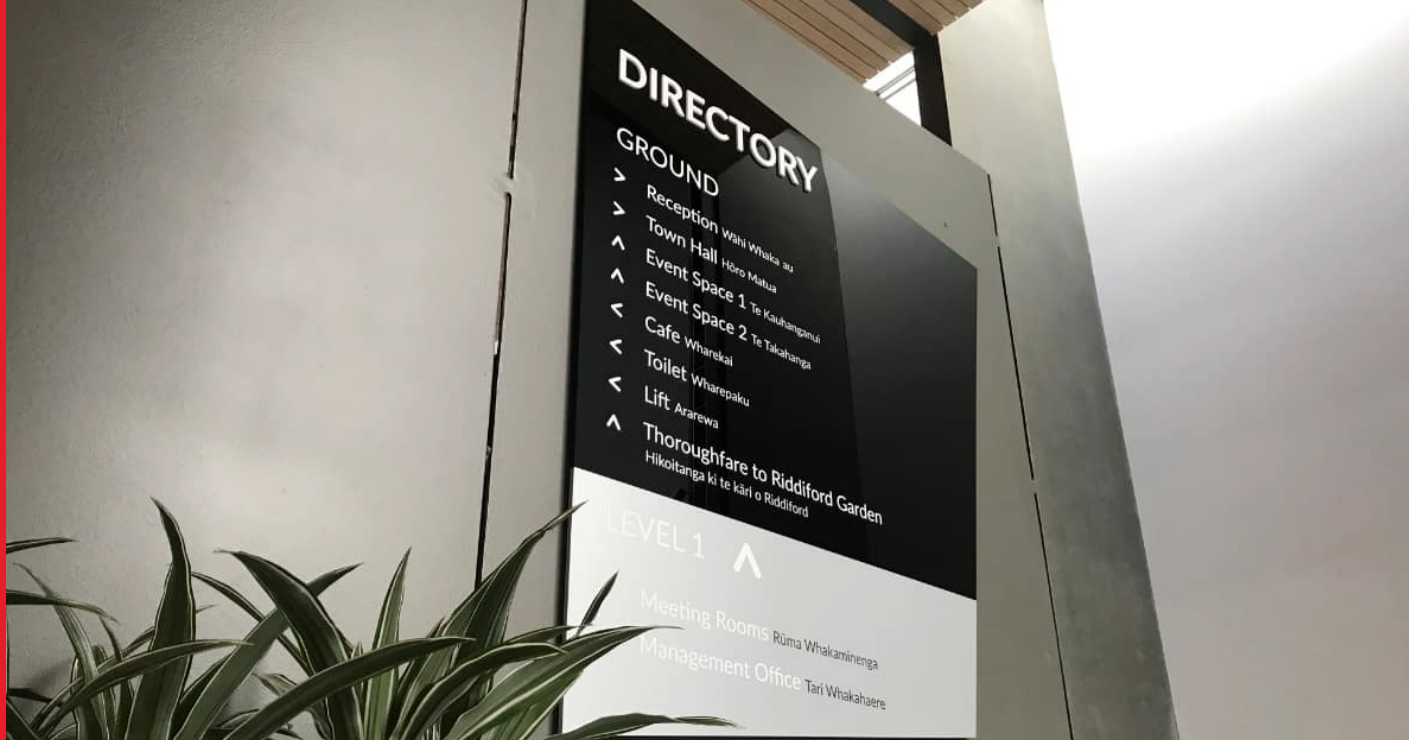 DIRECTORY
GROUND
> Reception Wāhi Whaka au
> Town Hall Hōro Matua
^ Event Space 1 Te Kauhanganui
^ Event Space 2 Te Takahanga
< Cafe Wharekai
< Toilet Wharepaku
< Lift Ararewa
^ Thoroughfare to Riddiford Garden
Hikoitanga ki te kāri o Riddiford
LEVEL 1 ^
Meeting Rooms Rūma Whakaminenga
Management Office Tari Whakahaere